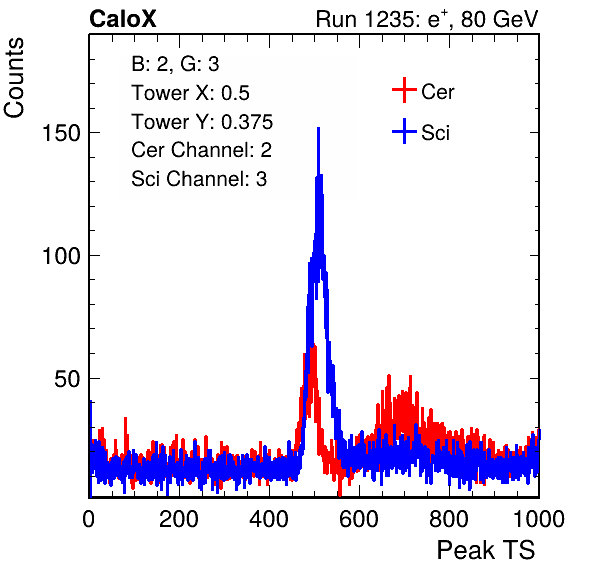 CaloX Run 1235: e⁺, 80 GeV
Counts
B: 2, G: 3
Tower X: 0.5
Tower Y: 0.375
Cer Channel: 2
Sci Channel: 3
Cer
Sci
150
100
50
0 200 400 600 800 1000
Peak TS